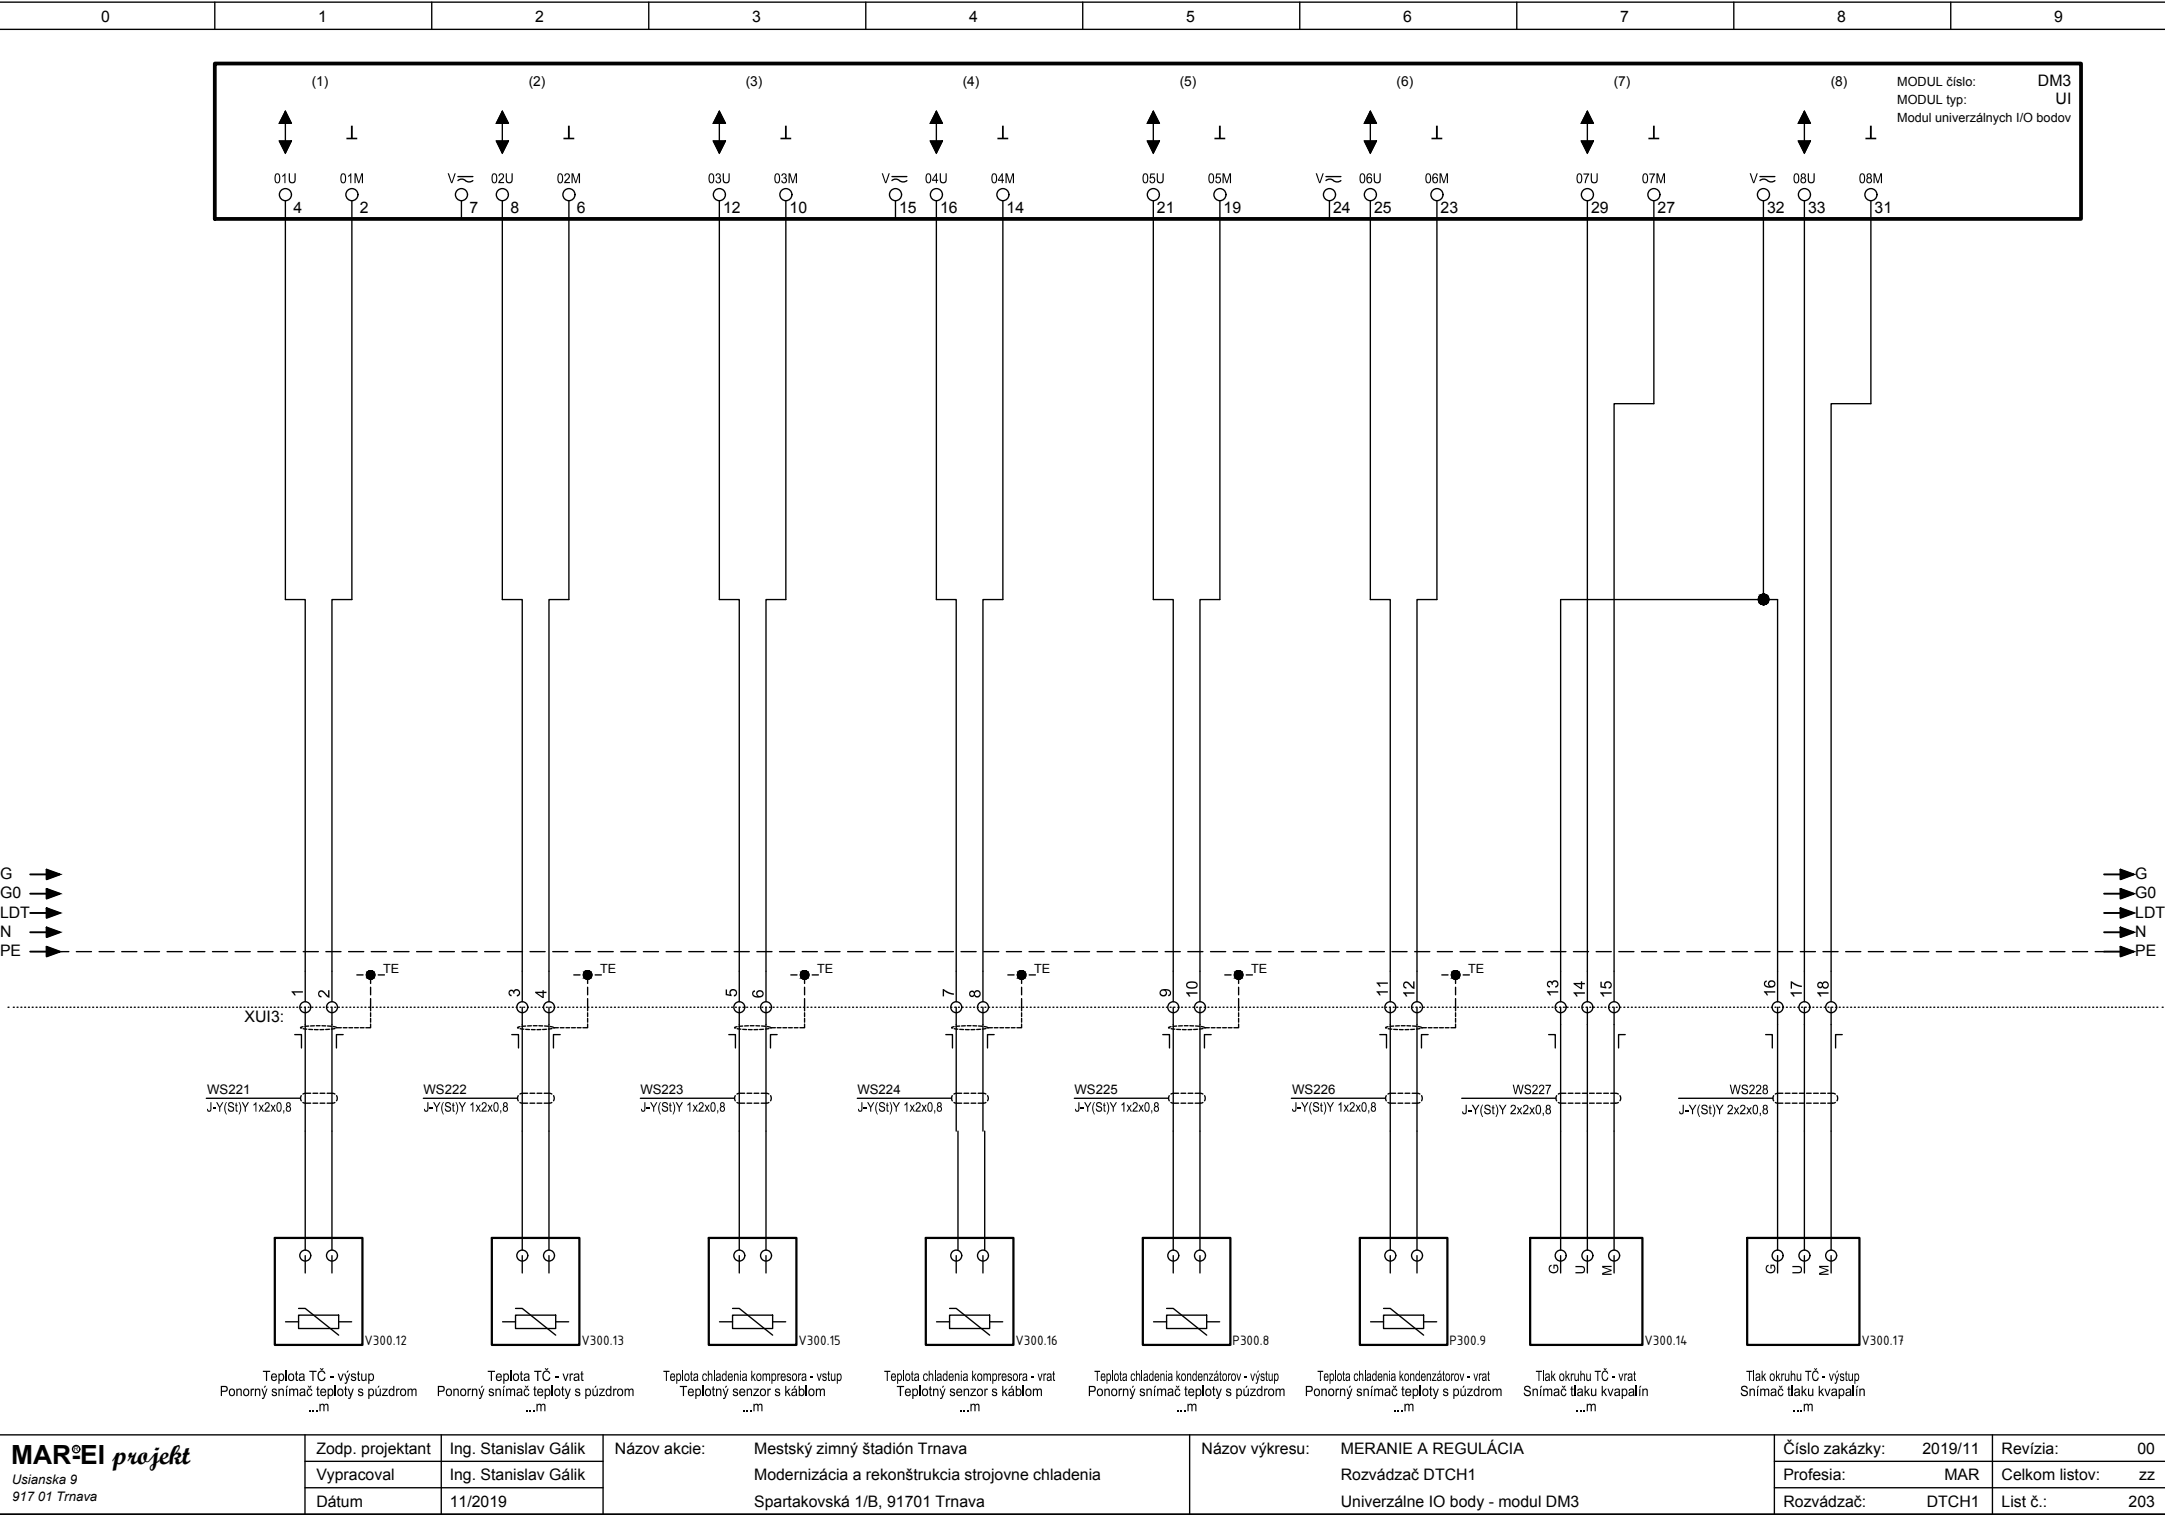 0 1 2 3 4 5 6 7 8 9
(1) (2) (3) (4) (5) (6) (7) (8)
MODUL číslo: DM3
MODUL typ: UI
Modul univerzálnych I/O bodov
01U 01M V 02U 02M 03U 03M V 04U 04M 05U 05M V 06U 06M 07U 07M V 08U 08M
4 2 7 8 6 12 10 15 16 14 21 19 24 25 23 29 27 32 33 31
G G
G0 G0
LDT LDT
N N
PE PE
TE TE TE TE TE TE
1 2 3 4 5 6 7 8 9 10 11 12 13 14 15 16 17 18
XUI3:
WS221 WS222 WS223 WS224 WS225 WS226 WS227 WS228
J-Y(St)Y 1x2x0,8 J-Y(St)Y 1x2x0,8 J-Y(St)Y 1x2x0,8 J-Y(St)Y 1x2x0,8 J-Y(St)Y 1x2x0,8 J-Y(St)Y 1x2x0,8 J-Y(St)Y 2x2x0,8 J-Y(St)Y 2x2x0,8
G U M G U M
V300.12 V300.13 V300.15 V300.16 P300.8 P300.9 V300.14 V300.17
Teplota TČ - výstup
Ponorný snímač teploty s púzdrom
...m
Teplota TČ - vrat
Ponorný snímač teploty s púzdrom
...m
Teplota chladenia kompresora - vstup
Teplotný senzor s káblom
...m
Teplota chladenia kompresora - vrat
Teplotný senzor s káblom
...m
Teplota chladenia kondenzátorov - výstup
Ponorný snímač teploty s púzdrom
...m
Teplota chladenia kondenzátorov - vrat
Ponorný snímač teploty s púzdrom
...m
Tlak okruhu TČ - vrat
Snímač tlaku kvapalín
...m
Tlak okruhu TČ - výstup
Snímač tlaku kvapalín
...m
MAR-EI projekt
Usianska 9
917 01 Trnava
Zodp. projektant Ing. Stanislav Gálik
Vypracoval Ing. Stanislav Gálik
Dátum 11/2019
Názov akcie: Mestský zimný štadión Trnava
Modernizácia a rekonštrukcia strojovne chladenia
Spartakovská 1/B, 91701 Trnava
Názov výkresu: MERANIE A REGULÁCIA
Rozvádzač DTCH1
Univerzálne IO body - modul DM3
Číslo zakázky: 2019/11 Revízia: 00
Profesia: MAR Celkom listov: zz
Rozvádzač: DTCH1 List č.: 203